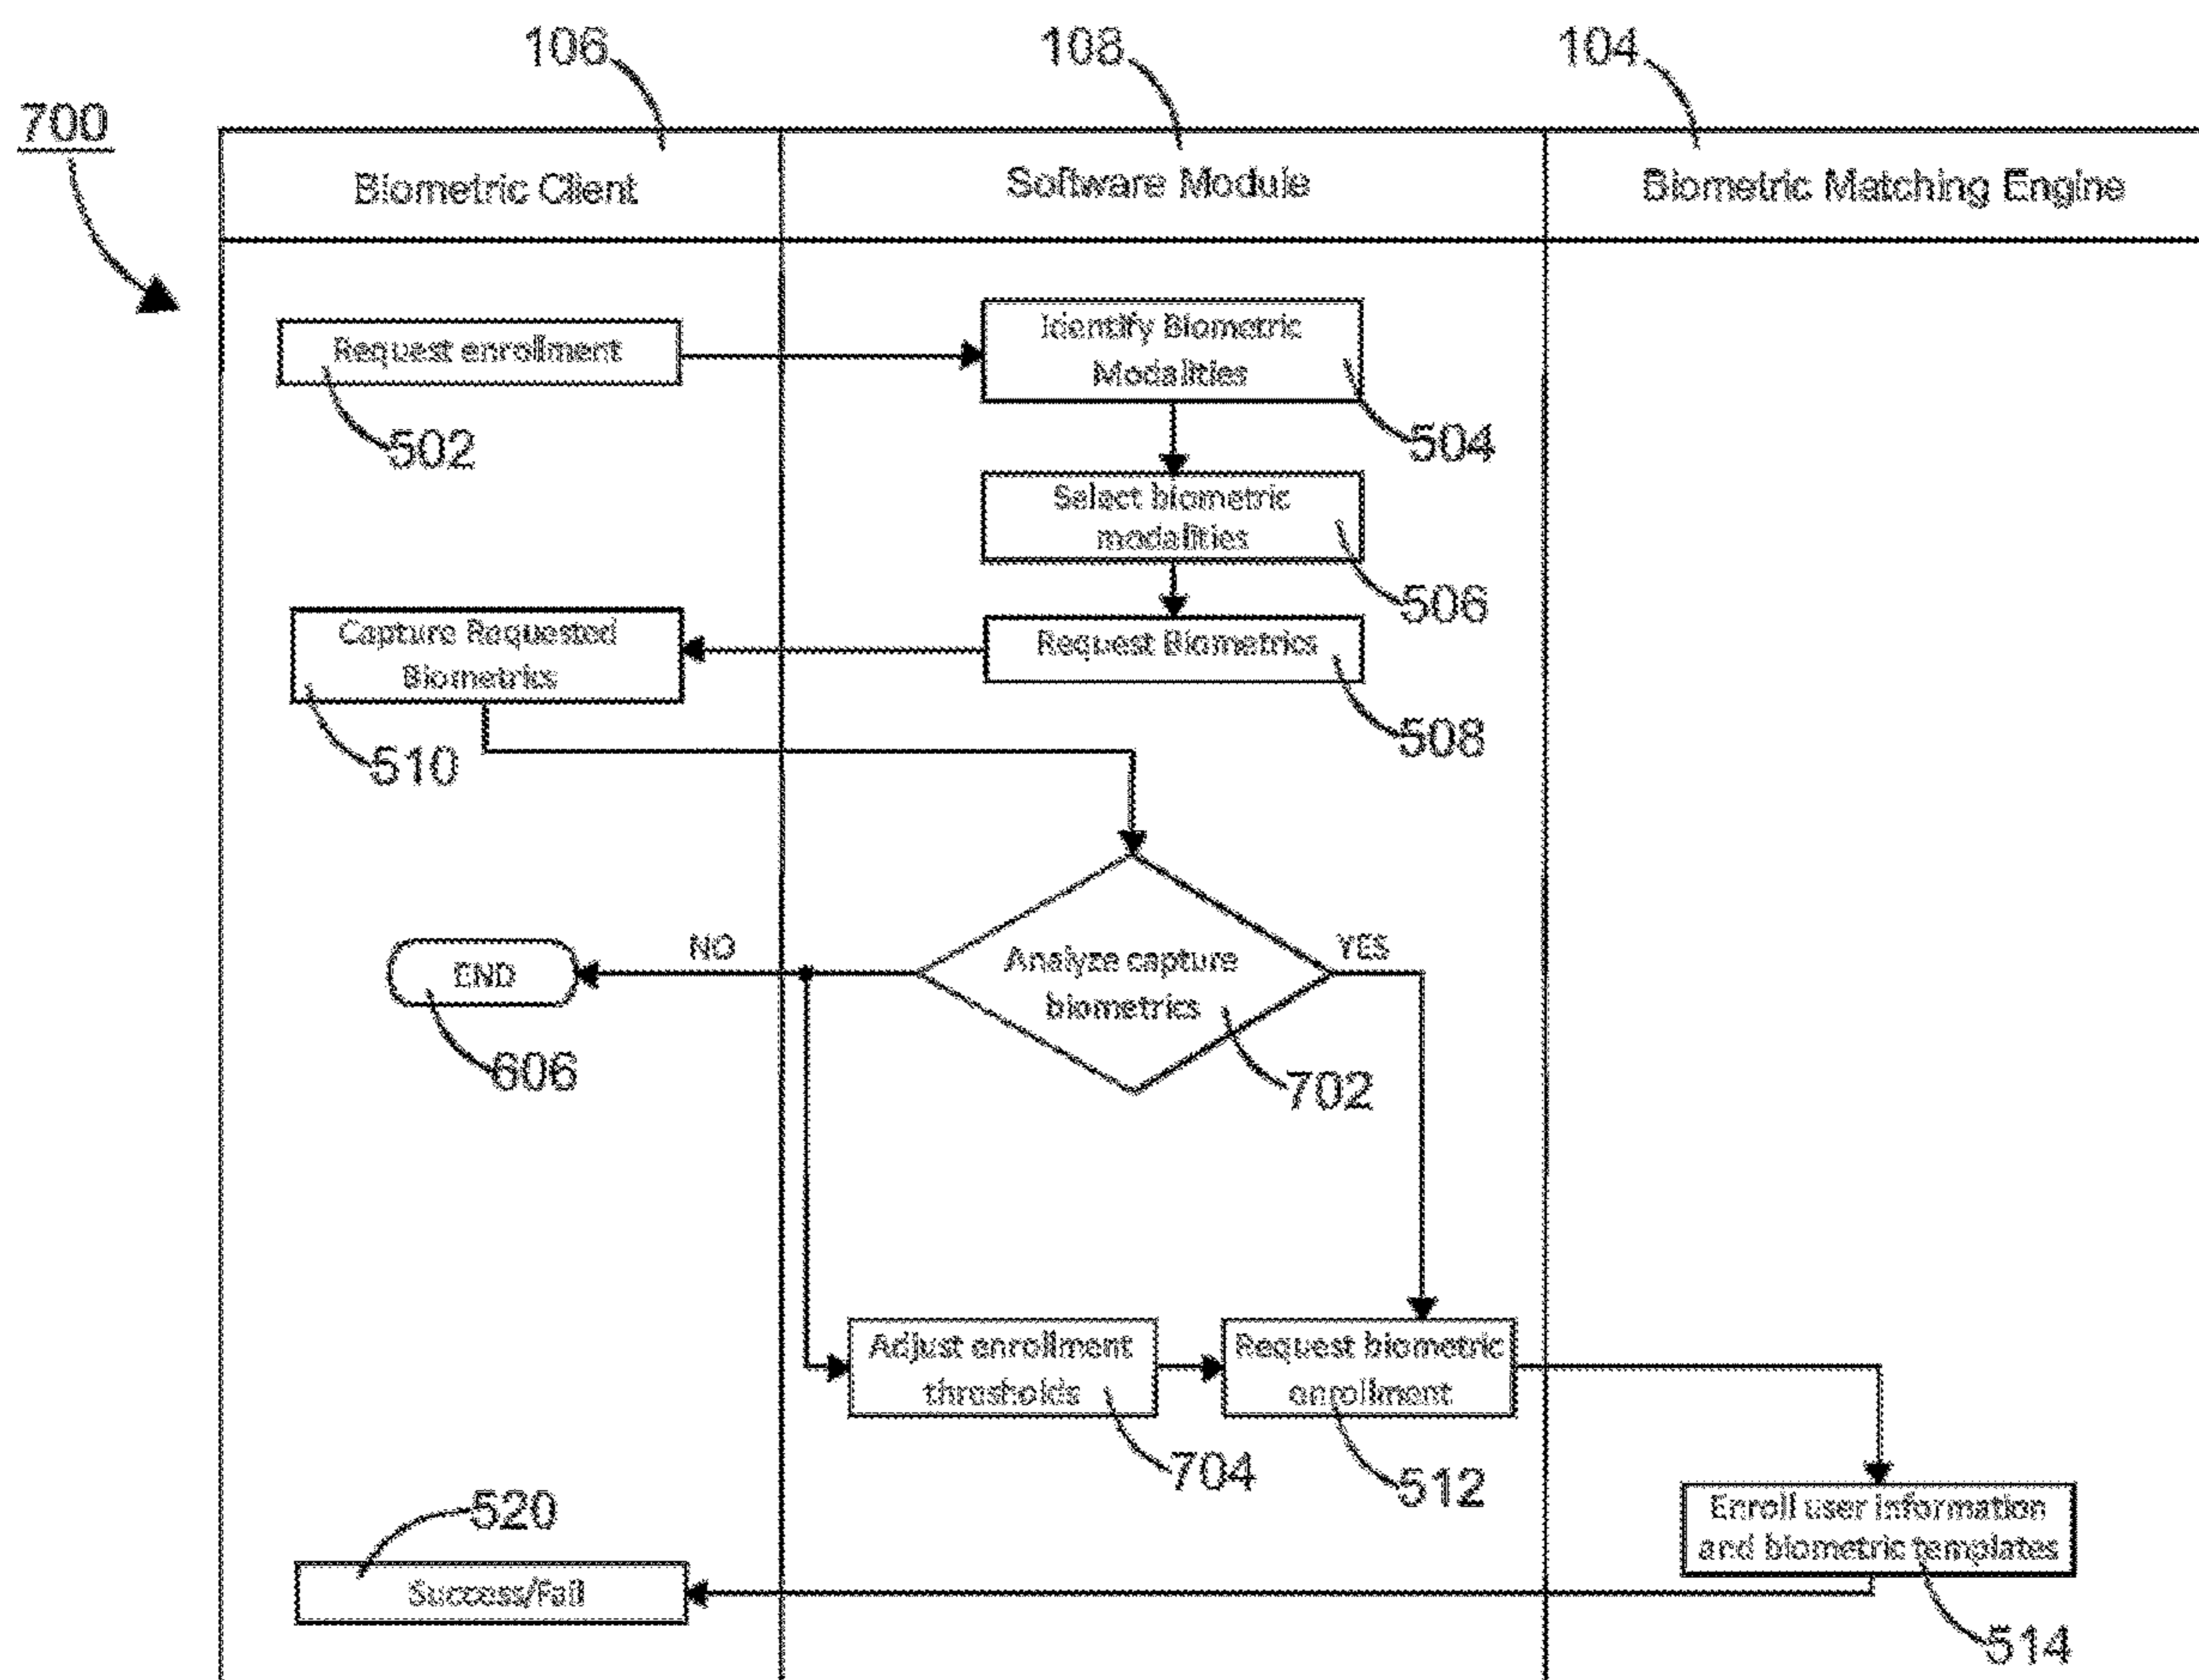 106
108
104
700
Biometric Client
Software Module
Biometric Matching Engine
Request enrollment
502
Identify Biometric
Modalities
504
Select biometric
modalities
506
Capture Requested
Biometrics
510
Request Biometrics
508
END
606
NO
Analyze capture
biometrics
YES
702
Adjust enrollment
thresholds
704
Request biometric
enrollment
512
520
Success/Fail
Enroll user information
and biometric templates
514